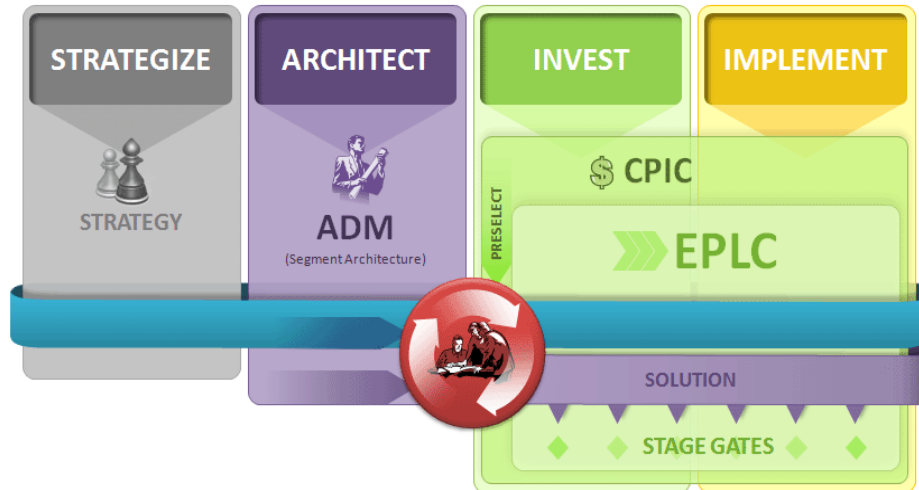 STRATEGIZE
ARCHITECT
INVEST
IMPLEMENT
STRATEGY
ADM
(Segment Architecture)
PRESELECT
$ CPIC
EPLC
SOLUTION
STAGE GATES